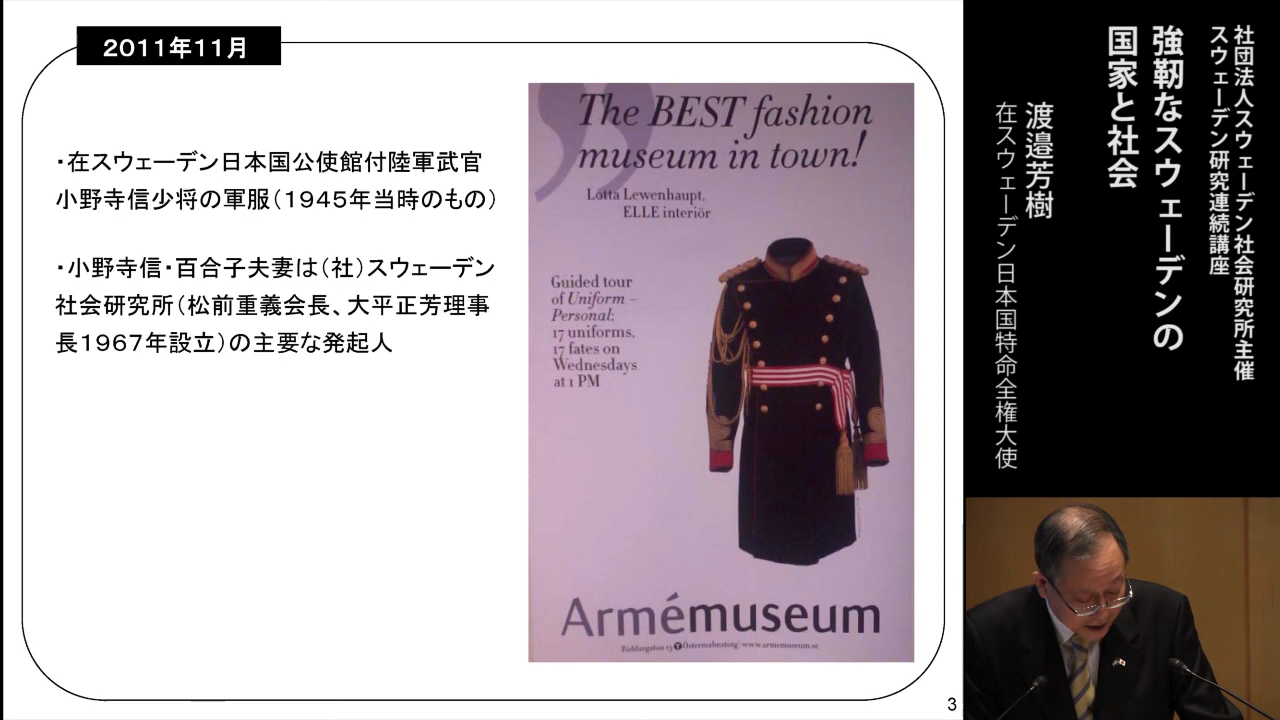 2011年11月
・在スウェーデン日本国公使館付陸軍武官
小野寺信少将の軍服（1945年当時のもの）
・小野寺信・百合子夫妻は（社）スウェーデン
社会研究所（松前重義会長、大平正芳理事
長1967年設立）の主要な発起人
The BEST fashion
museum in town!
Lotta Lewenhaupt,
ELLE interiör
Guided tour
of Uniform –
Personal;
17 uniforms,
17 fates on
Wednesdays
at 1 PM
Armémuseum
Riddargatan 13 T Östermalmstorg | www.armemuseum.se
3
社団法人スウェーデン社会研究所主催
スウェーデン研究連続講座
強靭なスウェーデンの
国家と社会
渡邉芳樹
在スウェーデン日本国特命全権大使